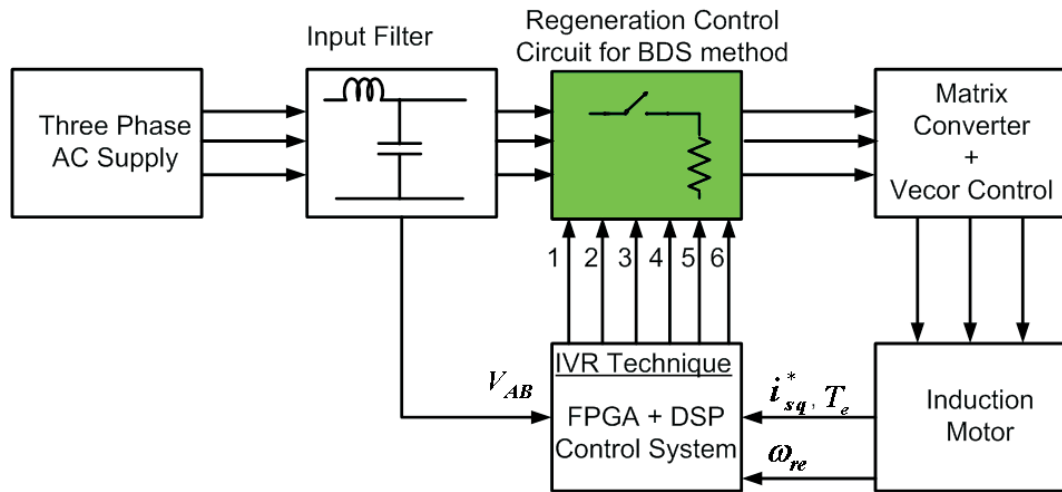 Regeneration Control
Circuit for BDS method
Input Filter
Three Phase
AC Supply
Matrix
Converter
+
Vecor Control
1 2 3 4 5 6
IVR Technique
FPGA + DSP
Control System
V_AB
i*_sq, T_e
ω_re
Induction
Motor